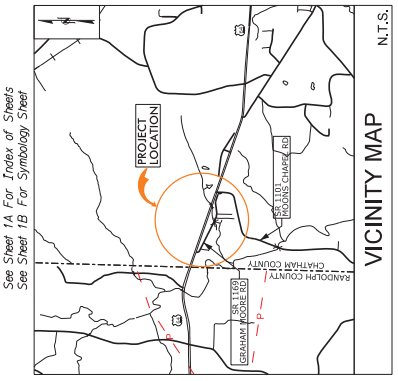 See Sheet 1A For Index of Sheets
See Sheet 1B For Symbology Sheet
PROJECT
LOCATION
SR 1101
MOONS CHAPEL RD
RANDOLPH COUNTY
CHATHAM COUNTY
SR 1169
GRAHAM MOORE RD
P
P
VICINITY MAP
N.T.S.